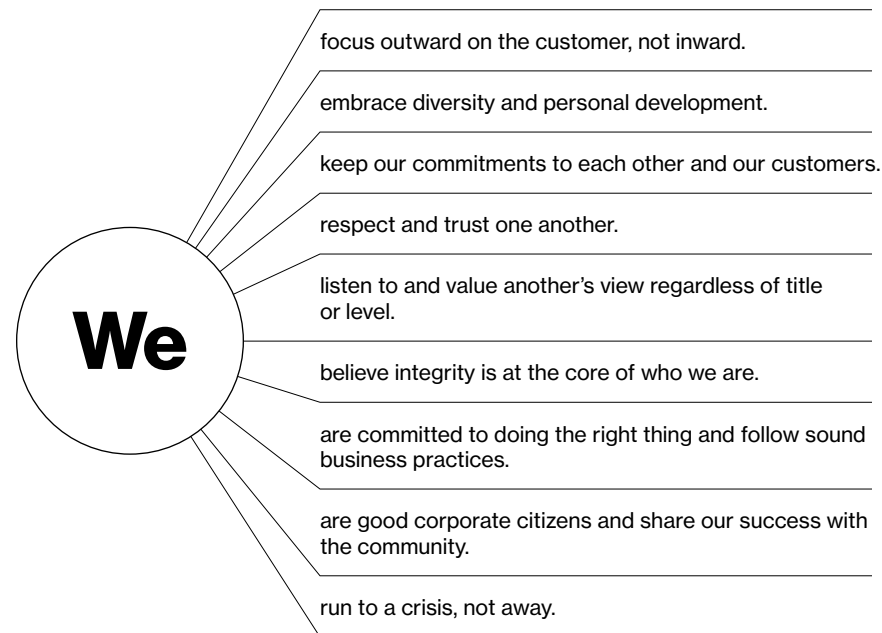 We
focus outward on the customer, not inward.
embrace diversity and personal development.
keep our commitments to each other and our customers.
respect and trust one another.
listen to and value another’s view regardless of title
or level.
believe integrity is at the core of who we are.
are committed to doing the right thing and follow sound
business practices.
are good corporate citizens and share our success with
the community.
run to a crisis, not away.